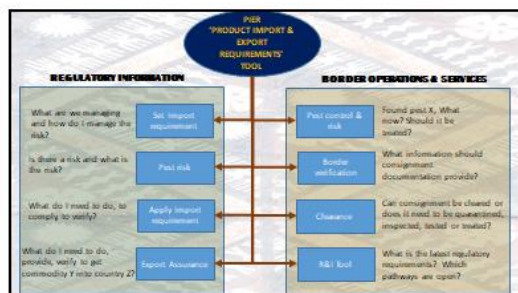 PIER
'PRODUCT IMPORT &
EXPORT
REQUIREMENTS'
TOOL
REGULATORY INFORMATION
What are we managing
and how do I manage the
risk?
Set import
requirement
Is there a risk and what is
the risk?
Pest risk
What do I need to do, to
comply to verify?
Apply import
requirement
What do I need to do,
provide, verify to get
commodity Y into country Z?
Export Assurance
BORDER OPERATIONS & SERVICES
Pest control &
risk
Found pest X, What
now? Should it be
treated?
Border
verification
What information should
consignment
documentation provide?
Clearance
Can consignment be cleared or
does it need to be quarantined,
inspected, tested or treated?
R&I Tool
What is the latest regulatory
requirements? Which
pathways are open?